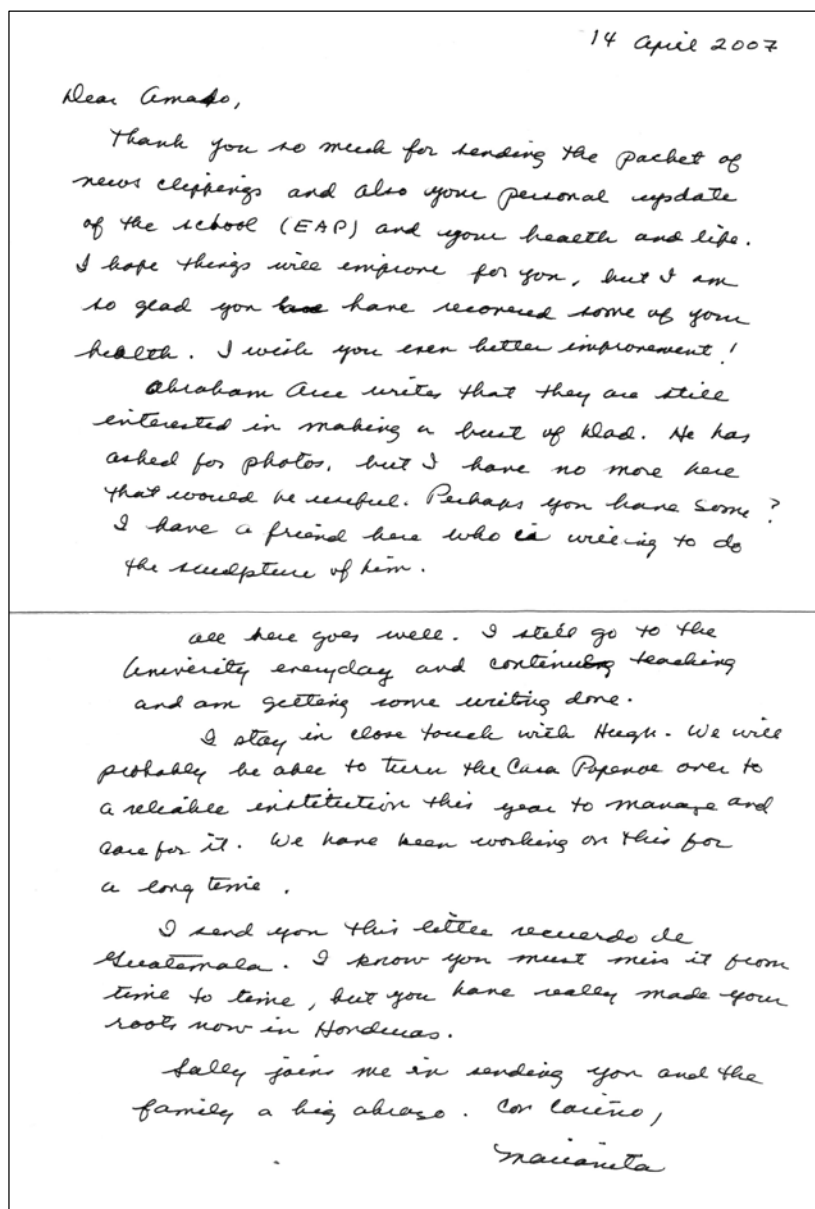 14 April 2007
Dear Amado,
Thank you so much for sending the packet of
news clippings and also your personal update
of the school (EAP) and your health and life.
I hope things will improve for you, but I am
so glad you have recovered some of your
health. I wish you even better improvement!
Abraham Arce writes that they are still
interested in making a bust of Dad. He has
asked for photos, but I have no more here
that would be useful. Perhaps you have some?
I have a friend here who is willing to do
the sculpture of him.
All here goes well. I still go to the
University everyday and continuing teaching
and am getting some writing done.
I stay in close touch with Hugh. We will
probably be able to turn the Casa Popenoe over to
a reliable institution this year to manage and
care for it. We have been working on this for
a long time.
I send you this little recuerdo de
Guatemala. I know you must miss it from
time to time, but you have really made your
roots now in Honduras.
Sally joins me in sending you and the
family a big abrazo. Con Cariño,
Marianita